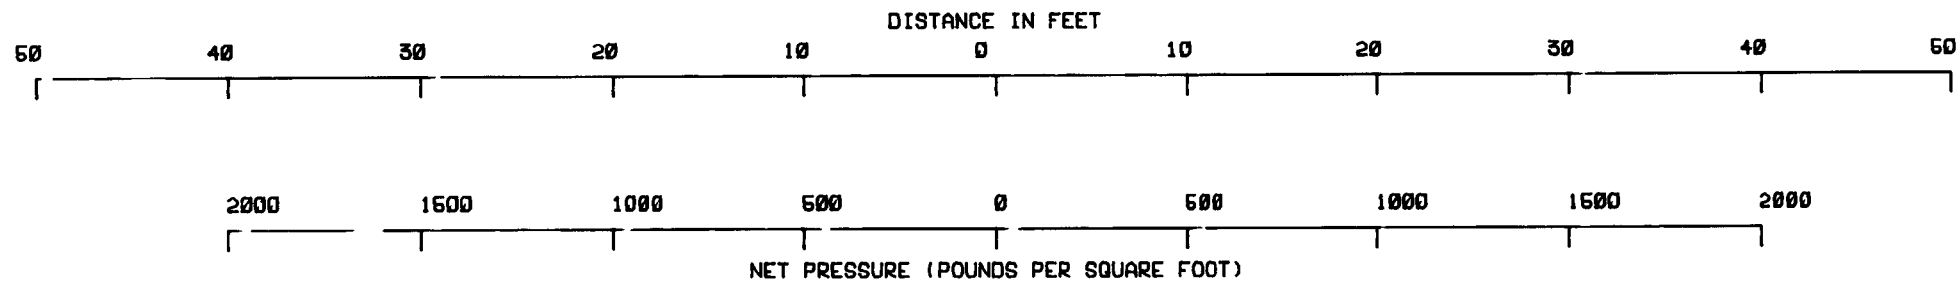 DISTANCE IN FEET
50 40 30 20 10 0 10 20 30 40 50
2000 1500 1000 500 0 500 1000 1500 2000
NET PRESSURE (POUNDS PER SQUARE FOOT)